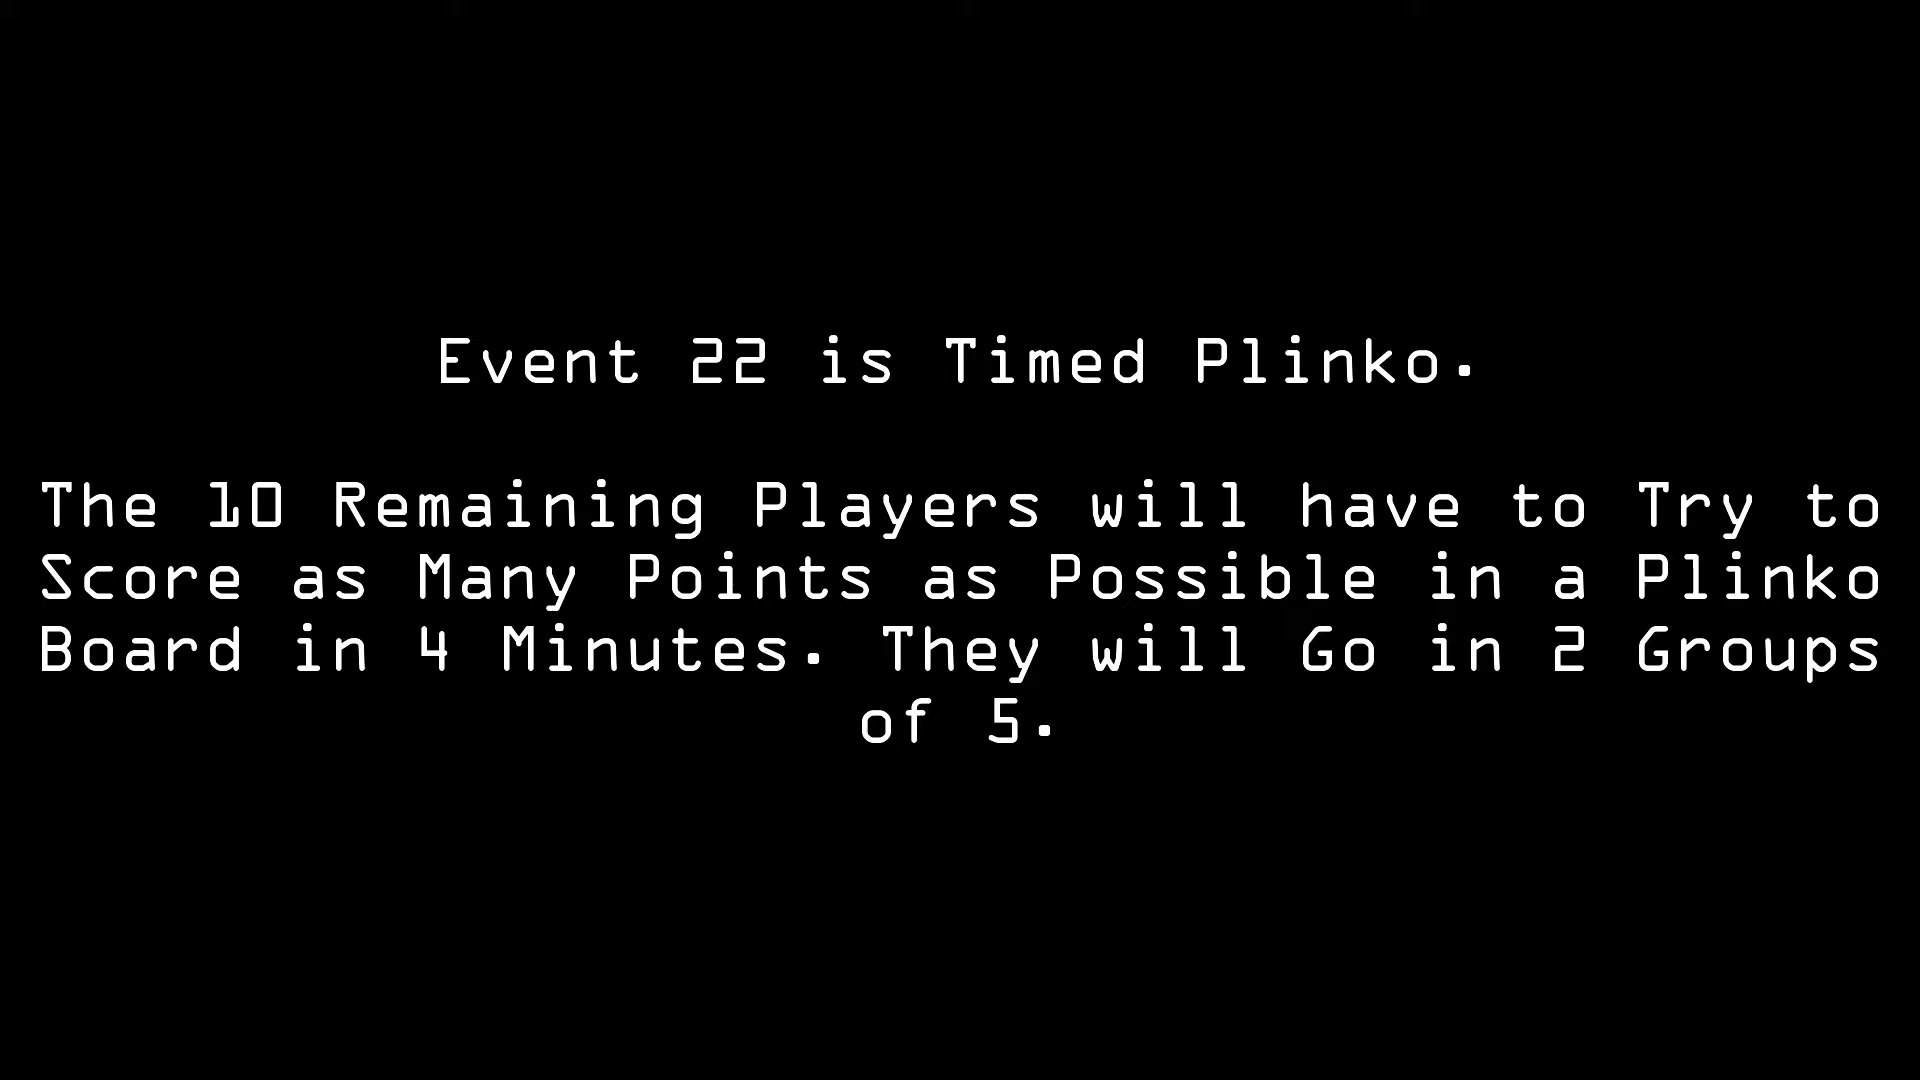 Event 22 is Timed Plinko.
The 10 Remaining Players will have to Try to
Score as Many Points as Possible in a Plinko
Board in 4 Minutes. They will Go in 2 Groups
of 5.